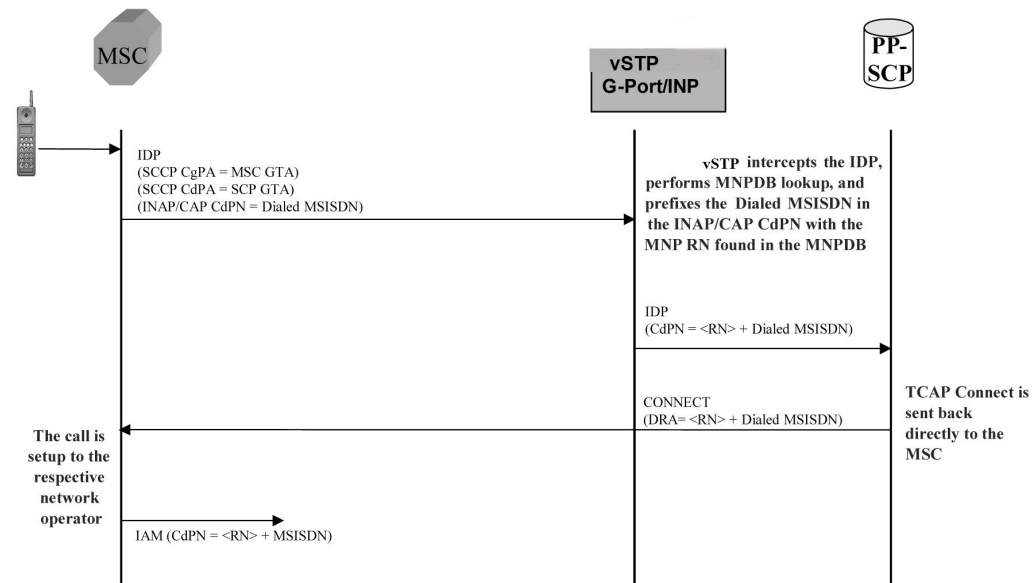 MSC
vSTP
G-Port/INP
PP-
SCP
IDP
(SCCP CgPA = MSC GTA)
(SCCP CdPA = SCP GTA)
(INAP/CAP CdPN = Dialed MSISDN)
vSTP intercepts the IDP,
performs MNPDB lookup, and
prefixes the Dialed MSISDN in
the INAP/CAP CdPN with the
MNP RN found in the MNPDB
IDP
(CdPN = <RN> + Dialed MSISDN)
CONNECT
(DRA= <RN> + Dialed MSISDN)
TCAP Connect is
sent back
directly to the
MSC
The call is
setup to the
respective
network
operator
IAM (CdPN = <RN> + MSISDN)